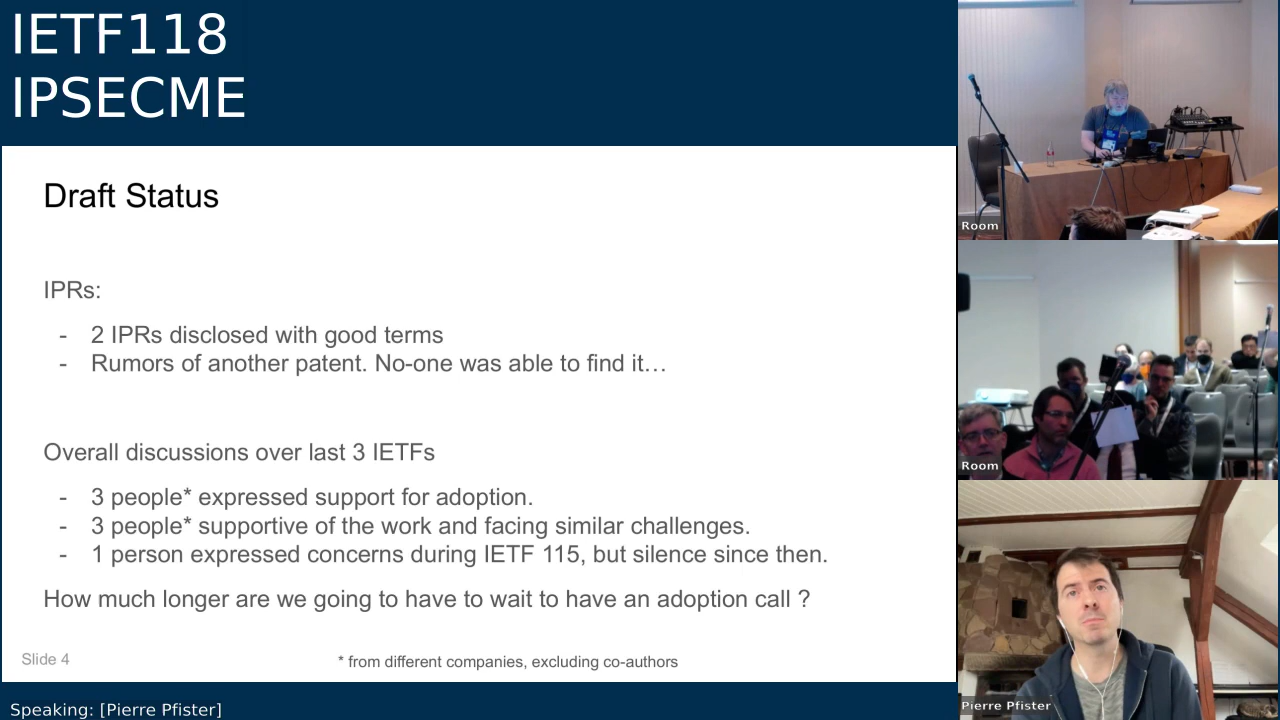 IETF118
IPSECME
Draft Status
IPRs:
- 2 IPRs disclosed with good terms
- Rumors of another patent. No-one was able to find it…
Overall discussions over last 3 IETFs
- 3 people* expressed support for adoption.
- 3 people* supportive of the work and facing similar challenges.
- 1 person expressed concerns during IETF 115, but silence since then.
How much longer are we going to have to wait to have an adoption call ?
Slide 4
* from different companies, excluding co-authors
Speaking: [Pierre Pfister]
Room
Room
Pierre Pfister